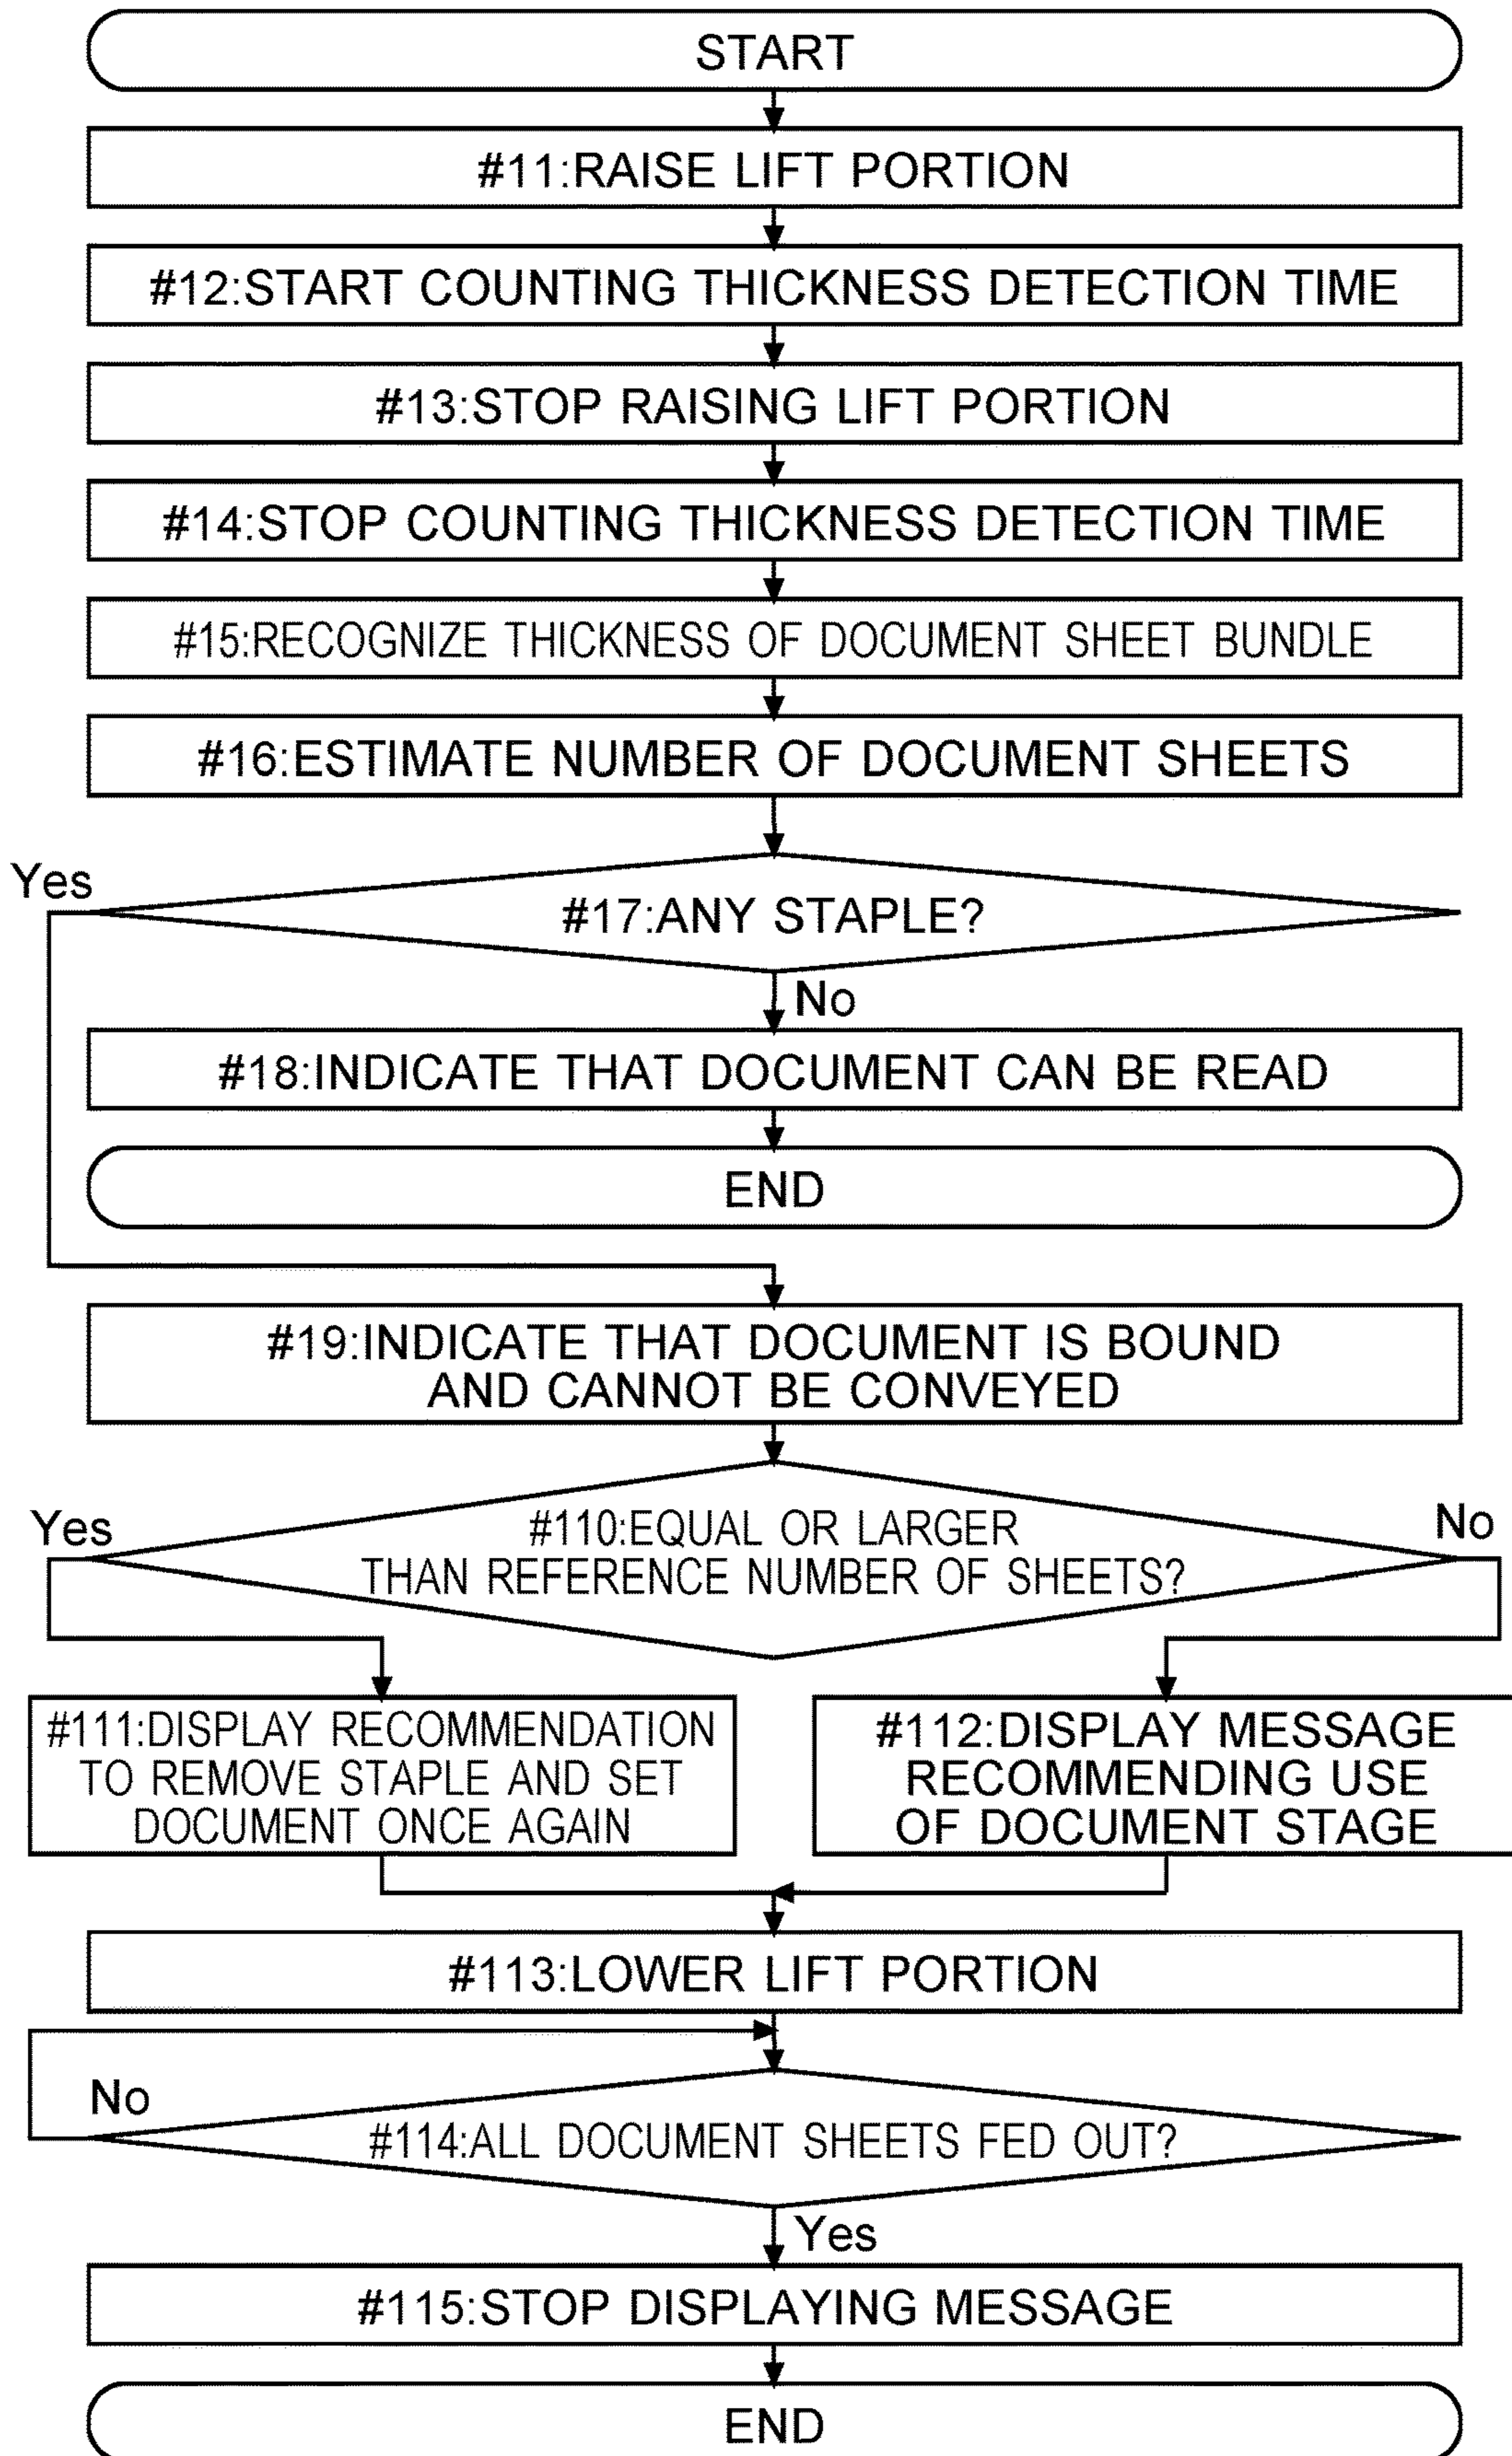 START
#11:RAISE LIFT PORTION
#12:START COUNTING THICKNESS DETECTION TIME
#13:STOP RAISING LIFT PORTION
#14:STOP COUNTING THICKNESS DETECTION TIME
#15:RECOGNIZE THICKNESS OF DOCUMENT SHEET BUNDLE
#16:ESTIMATE NUMBER OF DOCUMENT SHEETS
Yes
#17:ANY STAPLE?
No
#18:INDICATE THAT DOCUMENT CAN BE READ
END
#19:INDICATE THAT DOCUMENT IS BOUND
AND CANNOT BE CONVEYED
Yes
#110:EQUAL OR LARGER
THAN REFERENCE NUMBER OF SHEETS?
No
#111:DISPLAY RECOMMENDATION
TO REMOVE STAPLE AND SET
DOCUMENT ONCE AGAIN
#112:DISPLAY MESSAGE
RECOMMENDING USE
OF DOCUMENT STAGE
#113:LOWER LIFT PORTION
No
#114:ALL DOCUMENT SHEETS FED OUT?
Yes
#115:STOP DISPLAYING MESSAGE
END